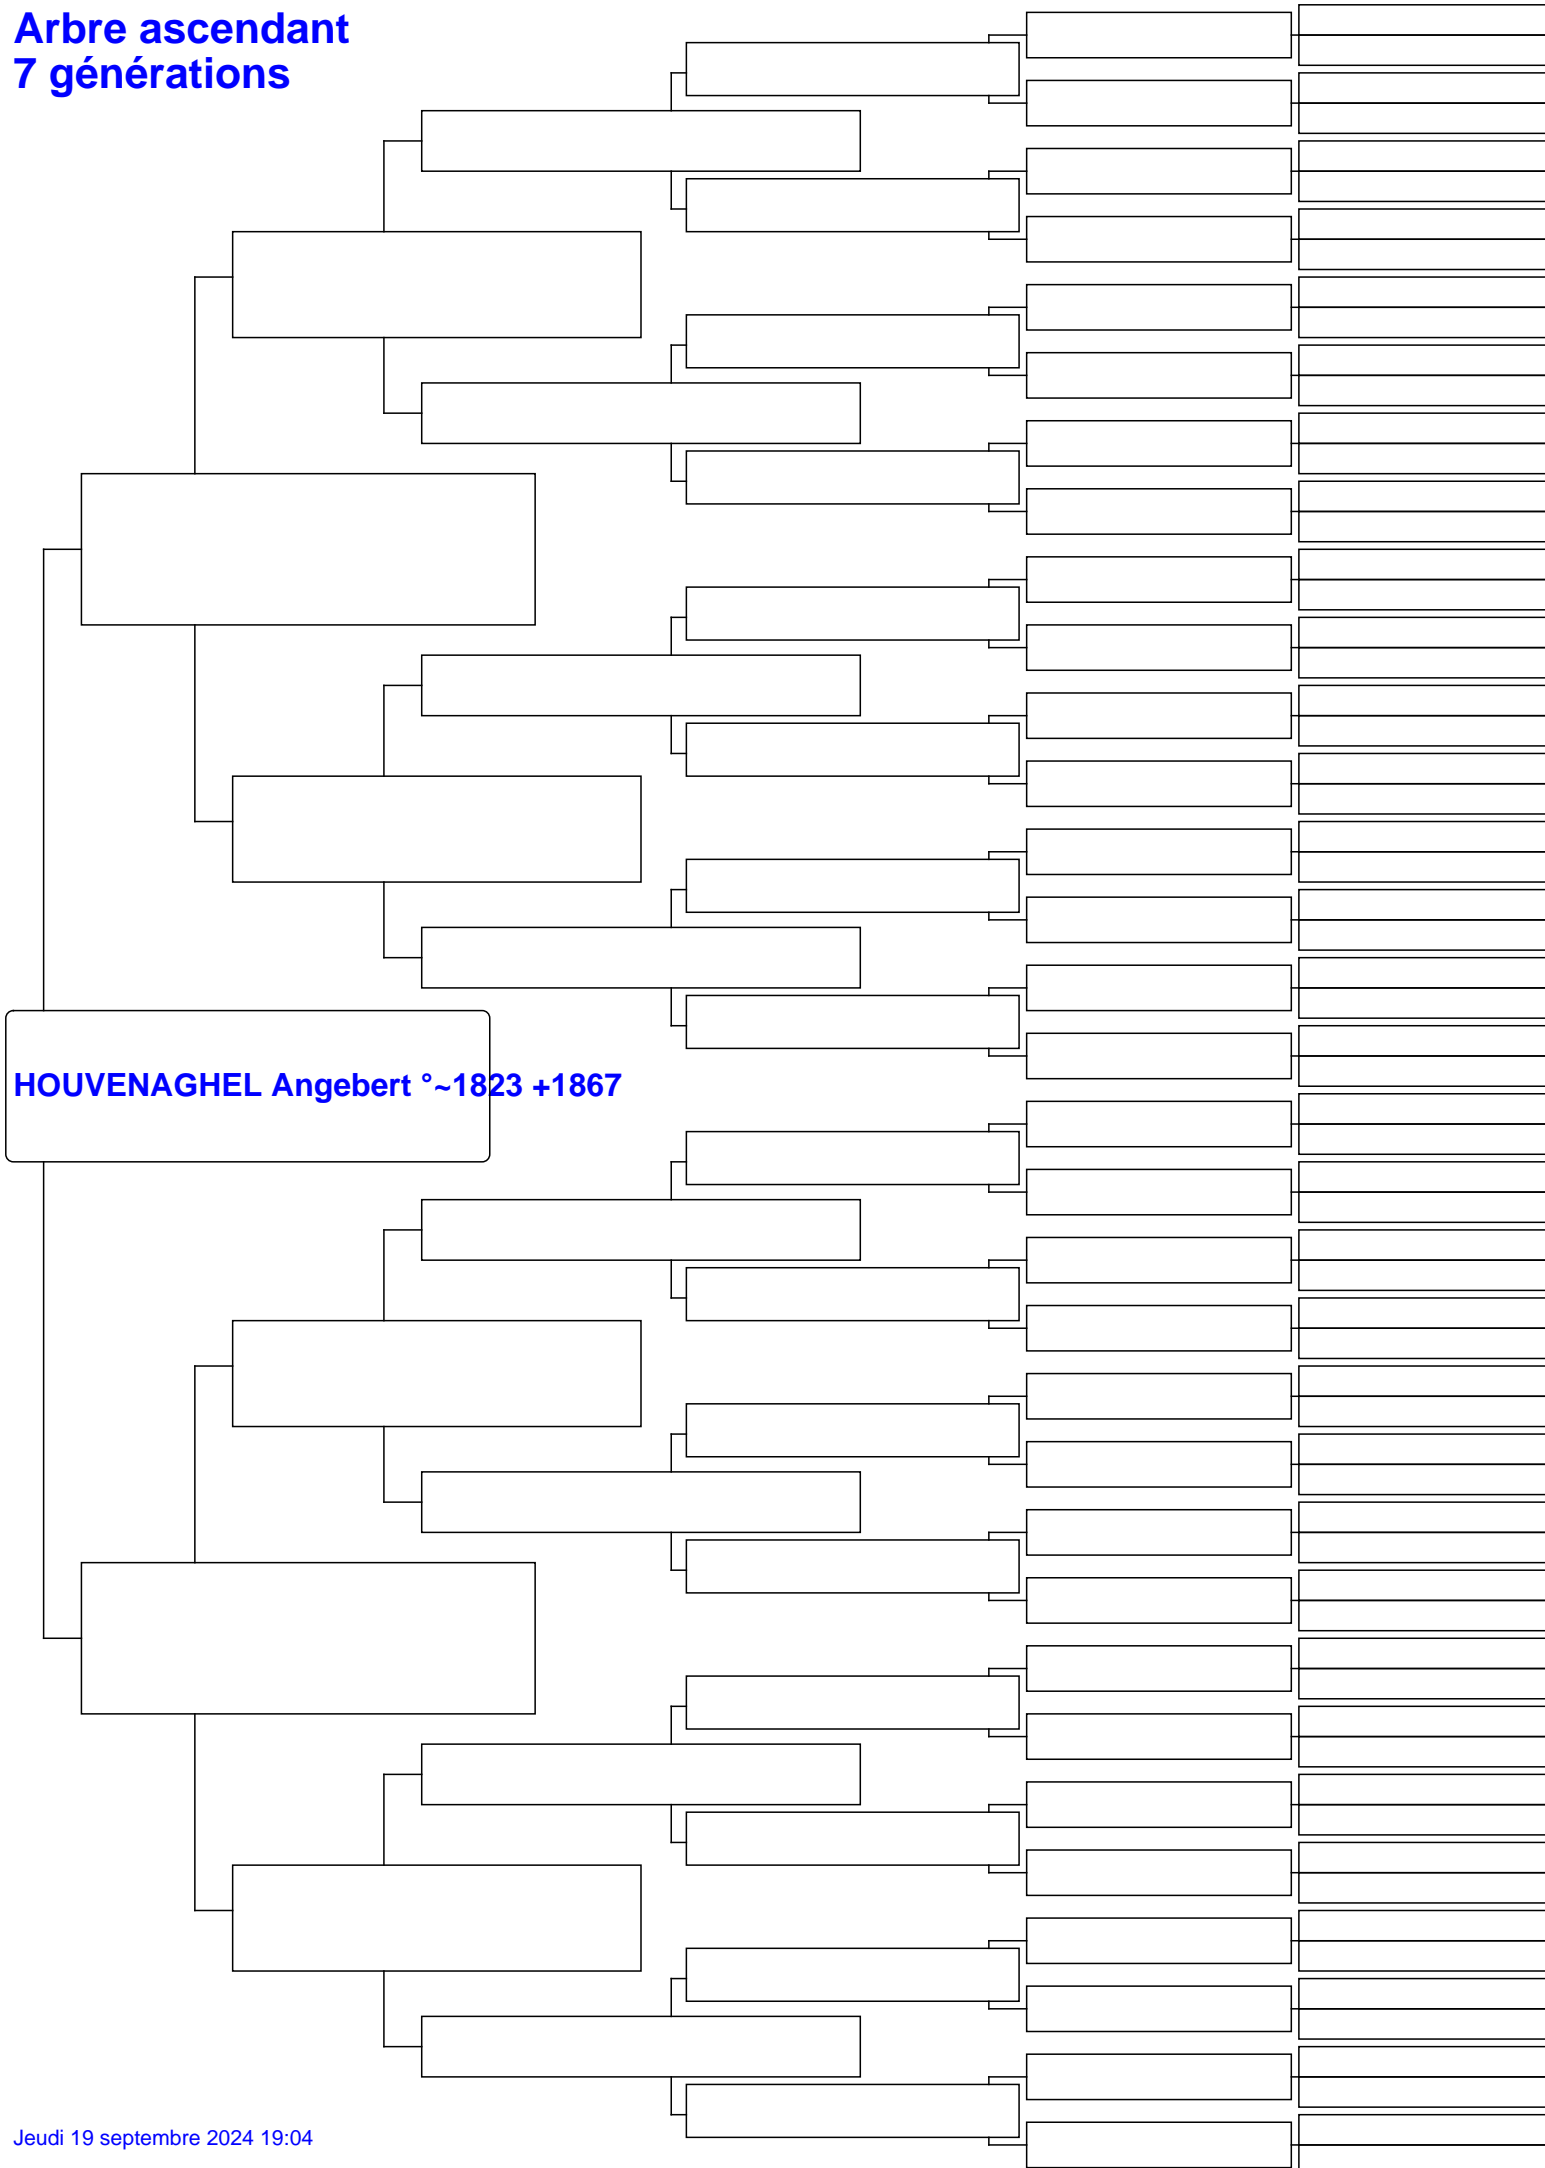 Arbre ascendant
7 générations
HOUVENAGHEL Angebert °~1823 +1867
Jeudi 19 septembre 2024 19:04